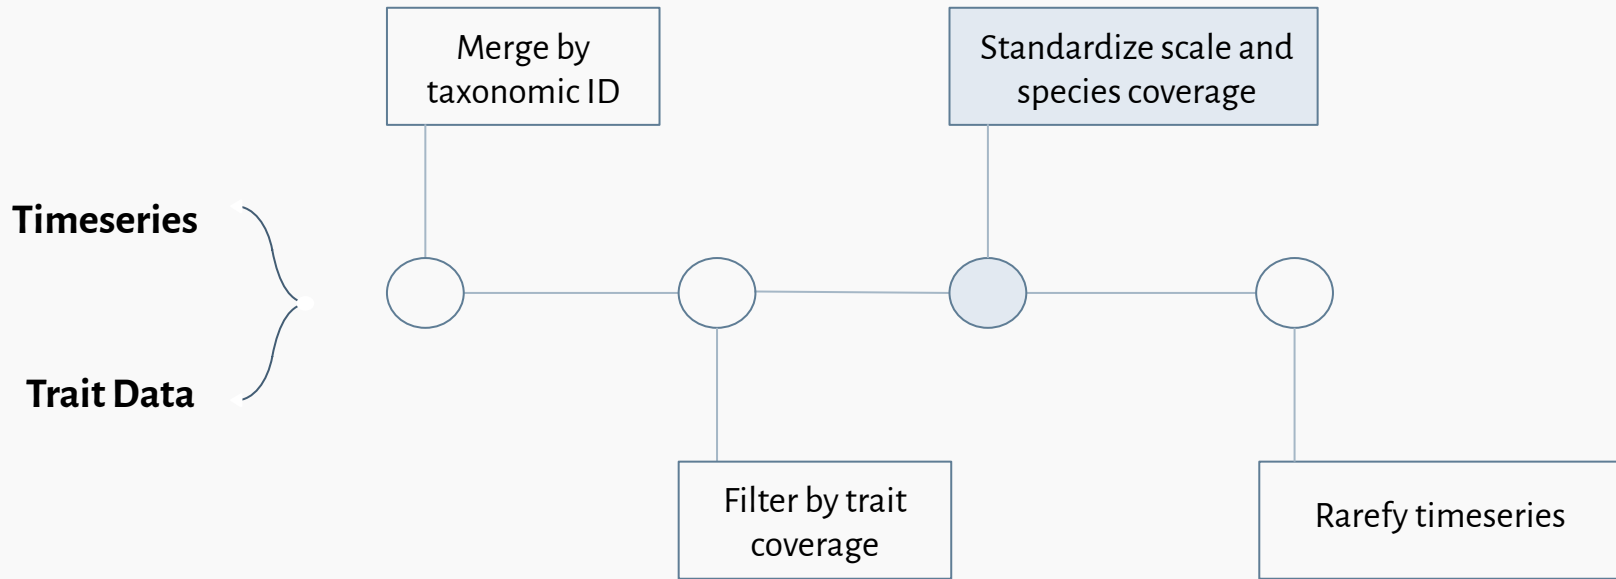 Merge by
taxonomic ID
Standardize scale and
species coverage
Timeseries
Trait Data
Filter by trait
coverage
Rarefy timeseries